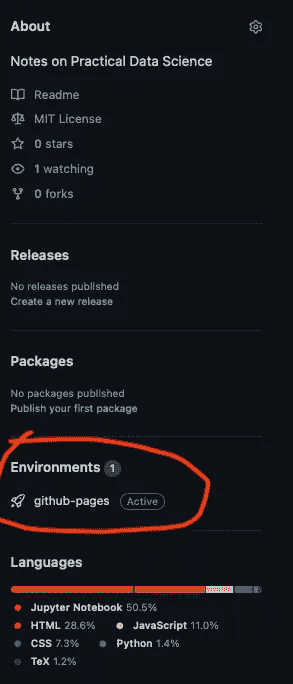 About
Notes on Practical Data Science
Readme
MIT License
0 stars
1 watching
0 forks
Releases
No releases published
Create a new release
Packages
No packages published
Publish your first package
Environments 1
github-pages Active
Languages
Jupyter Notebook 50.5%
HTML 28.6% JavaScript 11.0%
CSS 7.3% Python 1.4%
TeX 1.2%